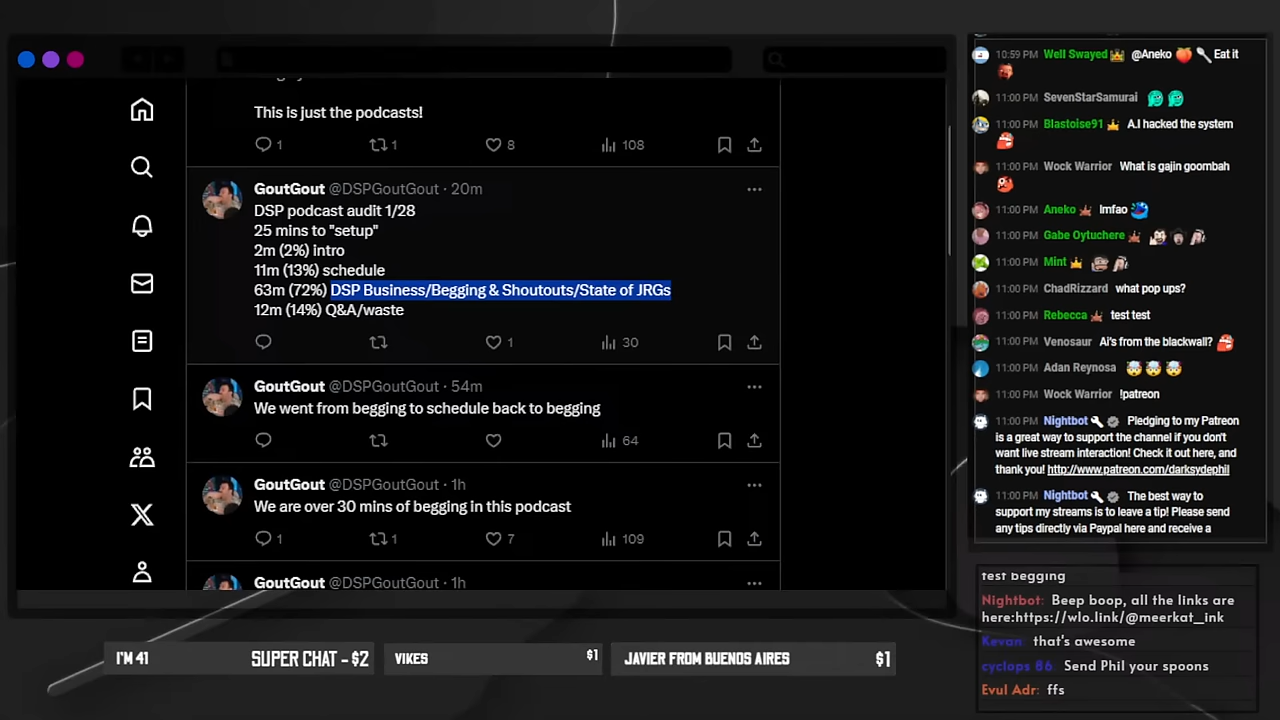 This is just the podcasts!
1 1 8 108
GoutGout @DSPGoutGout · 20m
DSP podcast audit 1/28
25 mins to "setup"
2m (2%) intro
11m (13%) schedule
63m (72%) DSP Business/Begging & Shoutouts/State of JRGs
12m (14%) Q&A/waste
1 30
GoutGout @DSPGoutGout · 54m
We went from begging to schedule back to begging
64
GoutGout @DSPGoutGout · 1h
We are over 30 mins of begging in this podcast
1 1 7 109
GoutGout @DSPGoutGout · 1h
I'M 41 SUPER CHAT - $2
VIKES $1
JAVIER FROM BUENOS AIRES $1
10:59 PM Well Swayed @Aneko Eat it
11:00 PM SevenStarSamurai
11:00 PM Blastoise91 A.I hacked the system
11:00 PM Wock Warrior What is gajin goombah
11:00 PM Aneko lmfao
11:00 PM Gabe Oytuchere
11:00 PM Mint
11:00 PM ChadRizzard what pop ups?
11:00 PM Rebecca test test
11:00 PM Venosaur Ai's from the blackwall?
11:00 PM Adan Reynosa
11:00 PM Wock Warrior !patreon
11:00 PM Nightbot Pledging to my Patreon
is a great way to support the channel if you don't
want live stream interaction! Check it out here, and
thank you! http://www.patreon.com/darksydephil
11:00 PM Nightbot The best way to
support my streams is to leave a tip! Please send
any tips directly via Paypal here and receive a
test begging
Nightbot: Beep boop, all the links are
here:https://wlo.link/@meerkat_ink
Kevan: that's awesome
cyclops 86 Send Phil your spoons
Evul Adr: ffs